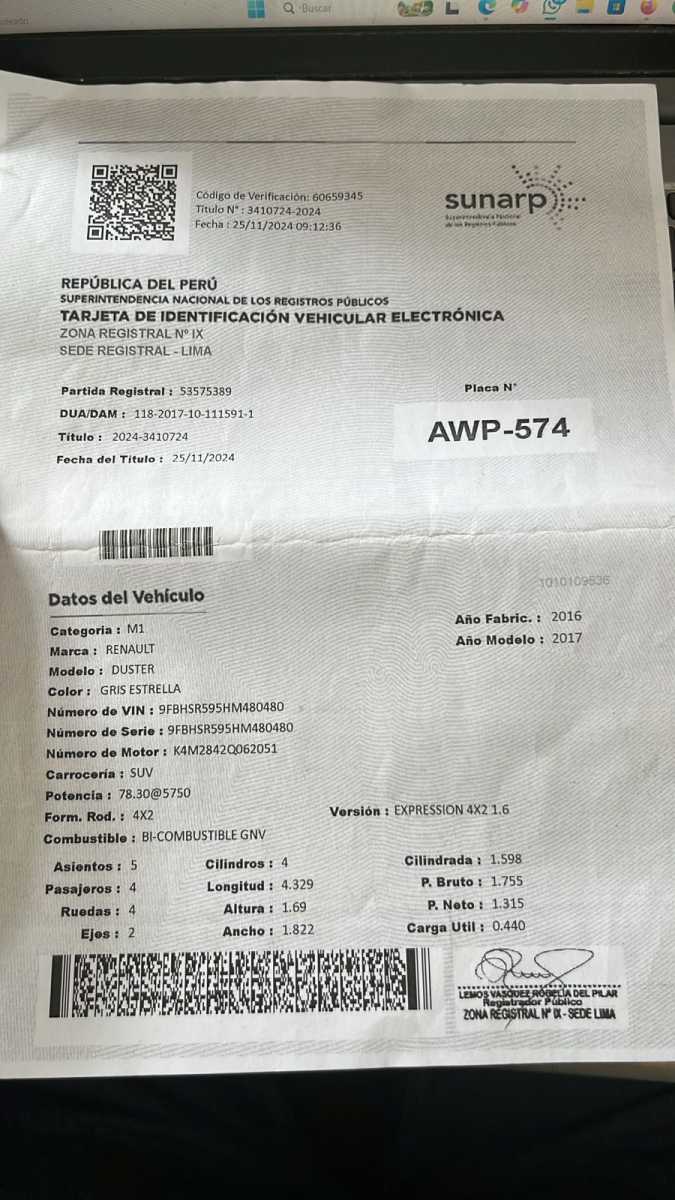 Buscar
Código de Verificación: 60659345
Título N° : 3410724-2024
Fecha : 25/11/2024 09:12:36
sunarp
Superintendencia Nacional
de los Registros Públicos
REPÚBLICA DEL PERÚ
SUPERINTENDENCIA NACIONAL DE LOS REGISTROS PÚBLICOS
TARJETA DE IDENTIFICACIÓN VEHICULAR ELECTRÓNICA
ZONA REGISTRAL Nº IX
SEDE REGISTRAL - LIMA
Partida Registral : 53575389
DUA/DAM : 118-2017-10-111591-1
Título : 2024-3410724
Fecha del Título : 25/11/2024
Placa N°
AWP-574
1010109536
Datos del Vehículo
Categoria : M1
Marca : RENAULT
Modelo : DUSTER
Color : GRIS ESTRELLA
Número de VIN : 9FBHSR595HM480480
Número de Serie : 9FBHSR595HM480480
Número de Motor : K4M2842Q062051
Carrocería : SUV
Potencia : 78.30@5750
Form. Rod. : 4X2
Combustible : BI-COMBUSTIBLE GNV
Año Fabric. : 2016
Año Modelo : 2017
Versión : EXPRESSION 4X2 1.6
Asientos : 5 Cilindros : 4 Cilindrada : 1.598
Pasajeros : 4 Longitud : 4.329 P. Bruto : 1.755
Ruedas : 4 Altura : 1.69 P. Neto : 1.315
Ejes : 2 Ancho : 1.822 Carga Util : 0.440
LEMOS VASQUEZ ROGELIA DEL PILAR
Registrador Público
ZONA REGISTRAL N° IX - SEDE LIMA